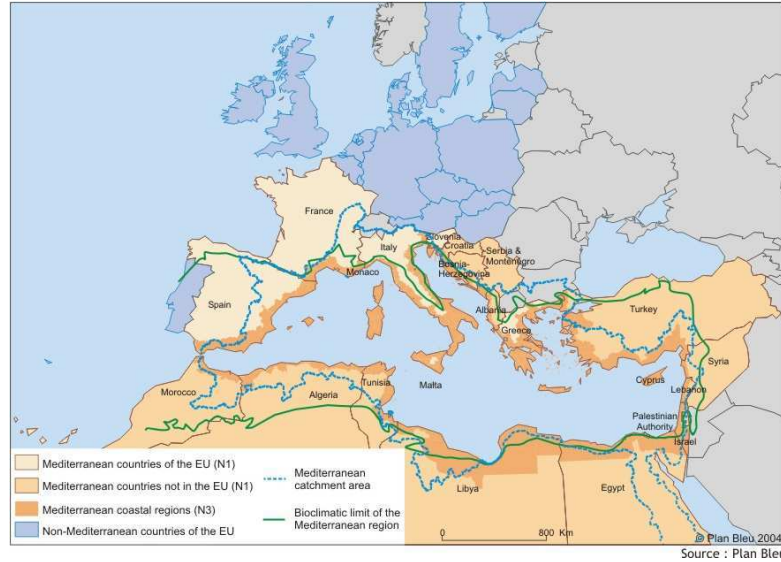 France
Slovenia
Croatia
Italy
Serbia &
Montenegro
Bosnia-
Herzegovina
Monaco
Spain
Albania
Turkey
Greece
Syria
Cyprus
Malta
Tunisia
Lebanon
Morocco
Algeria
Palestinian
Authority
Israel
Libya
Egypt
Mediterranean countries of the EU (N1)
Mediterranean countries not in the EU (N1)
Mediterranean coastal regions (N3)
Non-Mediterranean countries of the EU
Mediterranean
catchment area
Bioclimatic limit of the
Mediterranean region
0 800 Km
© Plan Bleu 2004
Source : Plan Bleu